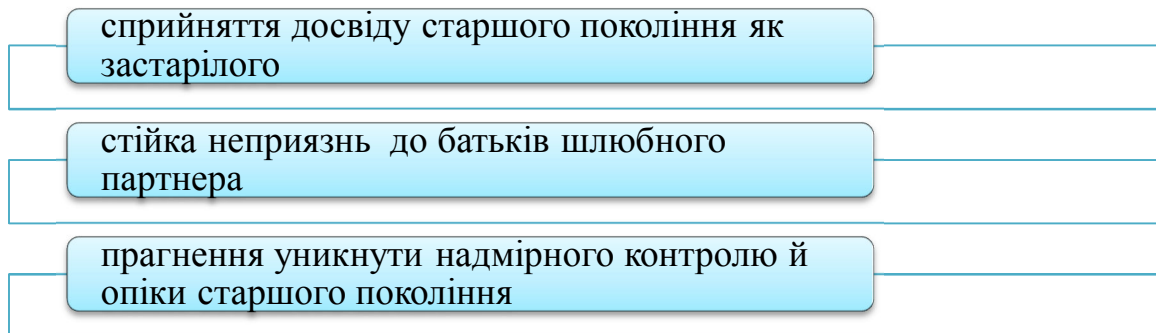 сприйняття досвіду старшого покоління як
застарілого
стійка неприязнь до батьків шлюбного
партнера
прагнення уникнути надмірного контролю й
опіки старшого покоління